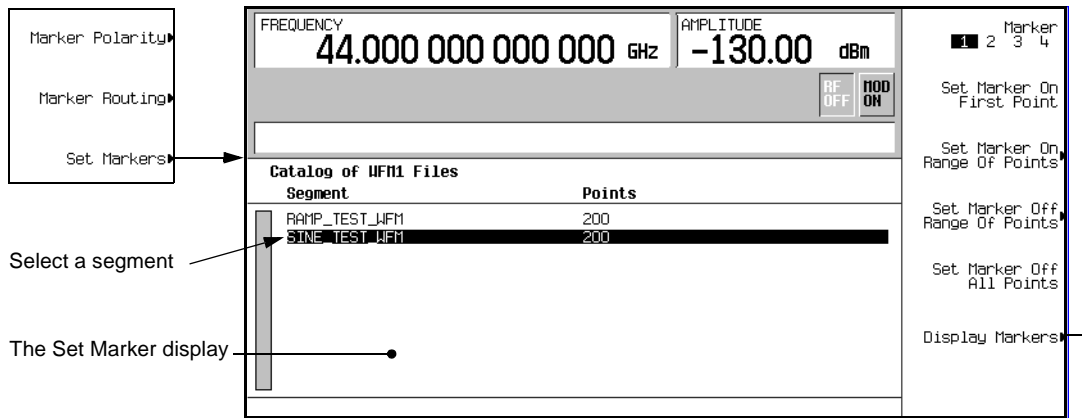 Marker Polarity
Marker Routing
Set Markers
Select a segment
The Set Marker display
FREQUENCY
44.000 000 000 000 GHz
AMPLITUDE
-130.00 dBm
RF OFF
MOD ON
Catalog of WFM1 Files
Segment Points
RAMP_TEST_WFM 200
SINE_TEST_WFM 200
Marker
1 2 3 4
Set Marker On
First Point
Set Marker On
Range Of Points
Set Marker Off
Range Of Points
Set Marker Off
All Points
Display Markers